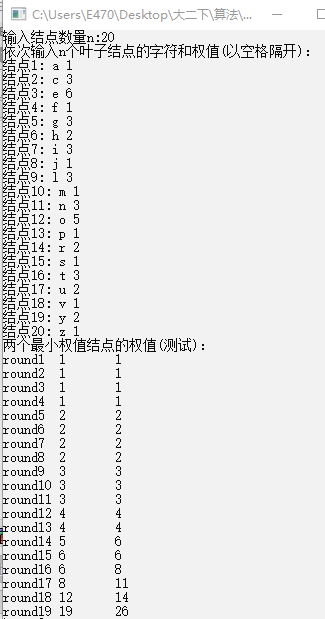 C:\Users\E470\Desktop\大二下\算法\
输入结点数量n:20
依次输入n个叶子结点的字符和权值(以空格隔开):
结点1: a 1
结点2: c 3
结点3: e 6
结点4: f 1
结点5: g 3
结点6: h 2
结点7: i 3
结点8: j 1
结点9: l 3
结点10: m 1
结点11: n 3
结点12: o 5
结点13: p 1
结点14: r 2
结点15: s 1
结点16: t 3
结点17: u 2
结点18: v 1
结点19: y 2
结点20: z 1
两个最小权值结点的权值(测试):
round1 1 1
round2 1 1
round3 1 1
round4 1 1
round5 2 2
round6 2 2
round7 2 2
round8 2 2
round9 3 3
round10 3 3
round11 3 3
round12 4 4
round13 4 4
round14 5 6
round15 6 6
round16 6 8
round17 8 11
round18 12 14
round19 19 26